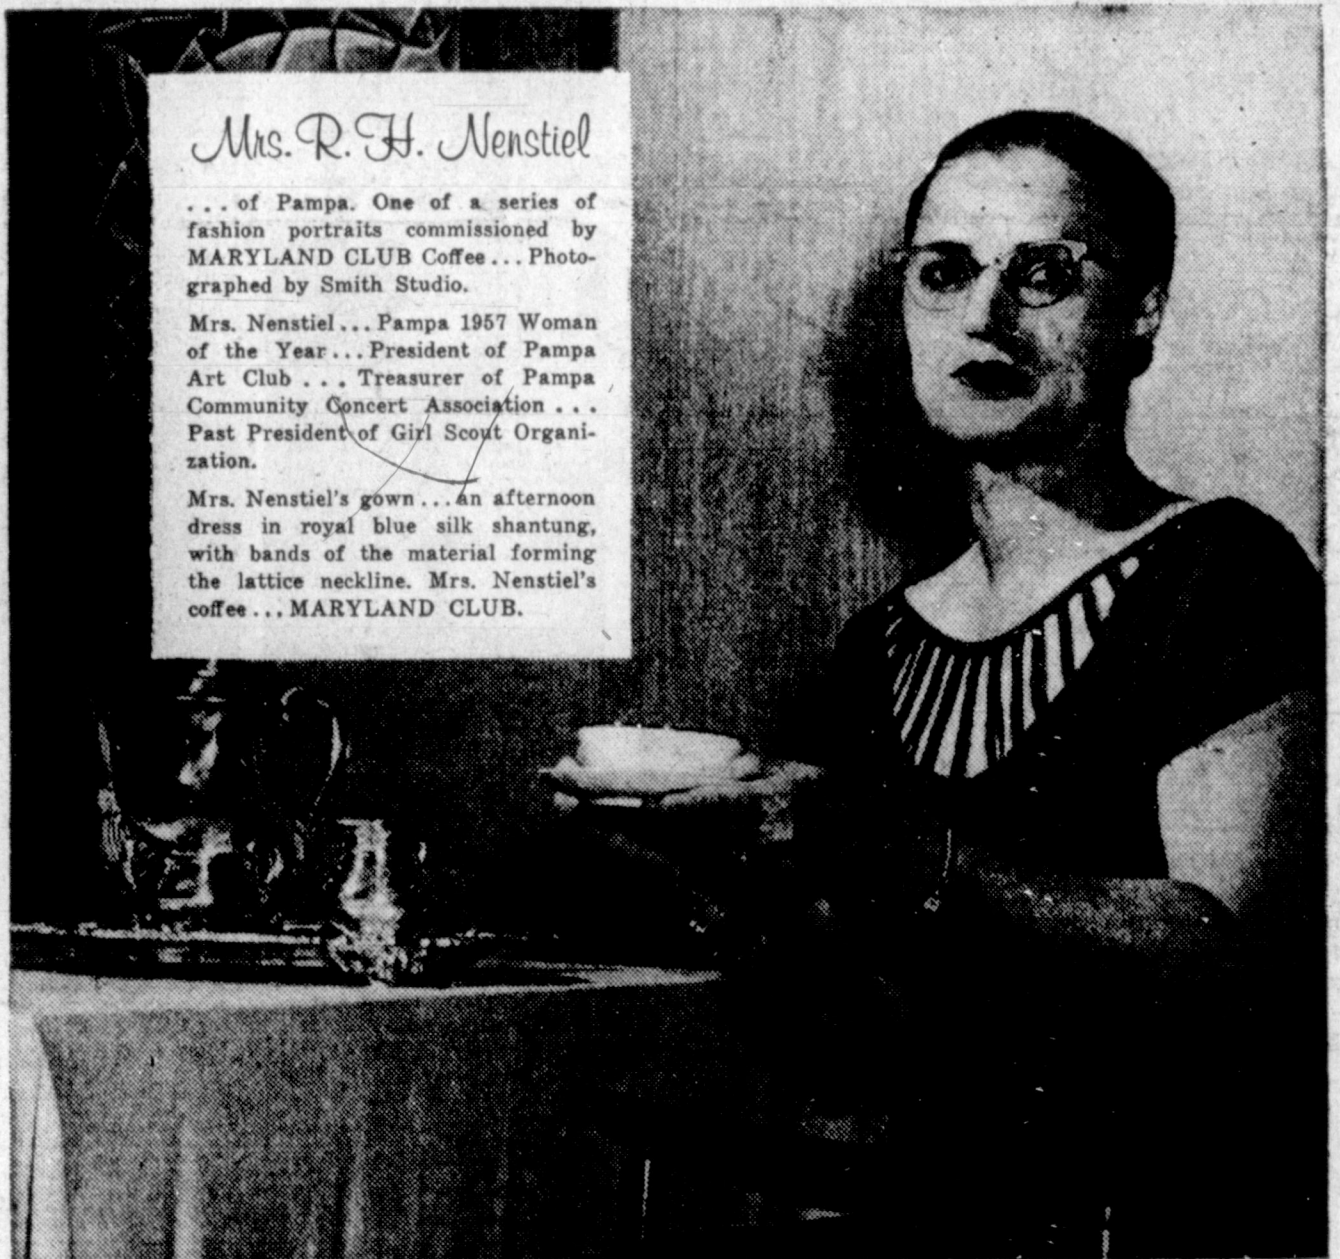 Mrs. R. H. Nenstiel
... of Pampa. One of a series of
fashion portraits commissioned by
MARYLAND CLUB Coffee... Photo-
graphed by Smith Studio.
Mrs. Nenstiel... Pampa 1957 Woman
of the Year... President of Pampa
Art Club ... Treasurer of Pampa
Community Concert Association ...
Past President of Girl Scout Organi-
zation.
Mrs. Nenstiel's gown... an afternoon
dress in royal blue silk shantung,
with bands of the material forming
the lattice neckline. Mrs. Nenstiel's
coffee... MARYLAND CLUB.